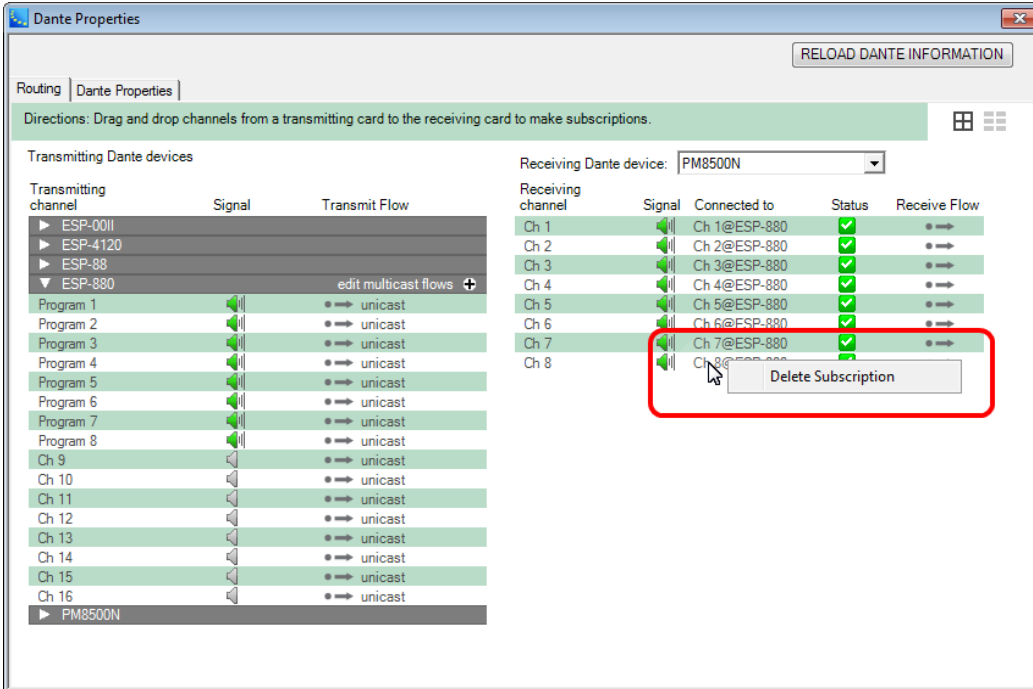 Dante Properties
RELOAD DANTE INFORMATION
Routing Dante Properties
Directions: Drag and drop channels from a transmitting card to the receiving card to make subscriptions.
Transmitting Dante devices
Transmitting channel Signal Transmit Flow
ESP-00II
ESP-4120
ESP-88
ESP-880 edit multicast flows
Program 1 unicast
Program 2 unicast
Program 3 unicast
Program 4 unicast
Program 5 unicast
Program 6 unicast
Program 7 unicast
Program 8 unicast
Ch 9 unicast
Ch 10 unicast
Ch 11 unicast
Ch 12 unicast
Ch 13 unicast
Ch 14 unicast
Ch 15 unicast
Ch 16 unicast
PM8500N
Receiving Dante device: PM8500N
Receiving channel Signal Connected to Status Receive Flow
Ch 1 Ch 1@ESP-880
Ch 2 Ch 2@ESP-880
Ch 3 Ch 3@ESP-880
Ch 4 Ch 4@ESP-880
Ch 5 Ch 5@ESP-880
Ch 6 Ch 6@ESP-880
Ch 7 Ch 7@ESP-880
Ch 8
Delete Subscription